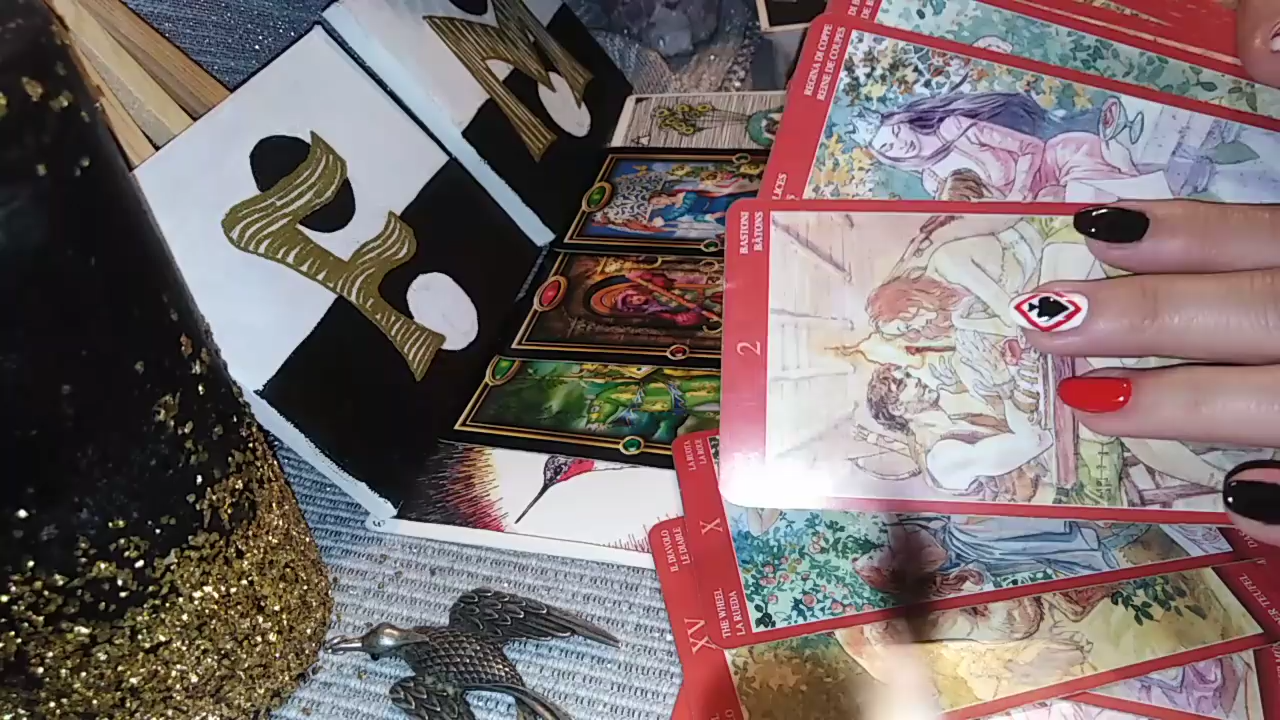 REGINA DI COPPE
REINE DE COUPES
BASTONI
BÂTONS
2
LA RUOTA
LA ROUE
X
THE WHEEL
LA RUEDA
IL DIAVOLO
LE DIABLE
XV